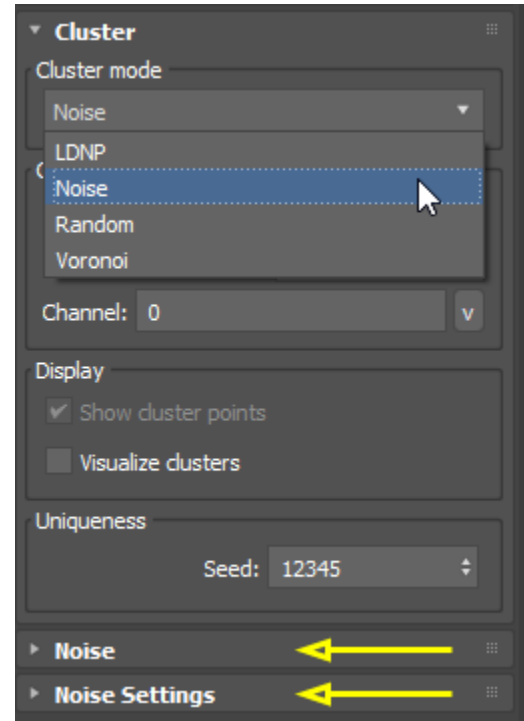 Cluster
Cluster mode
Noise
LDNP
Noise
Random
Voronoi
Channel: 0 v
Display
Show cluster points
Visualize clusters
Uniqueness
Seed: 12345
Noise
Noise Settings